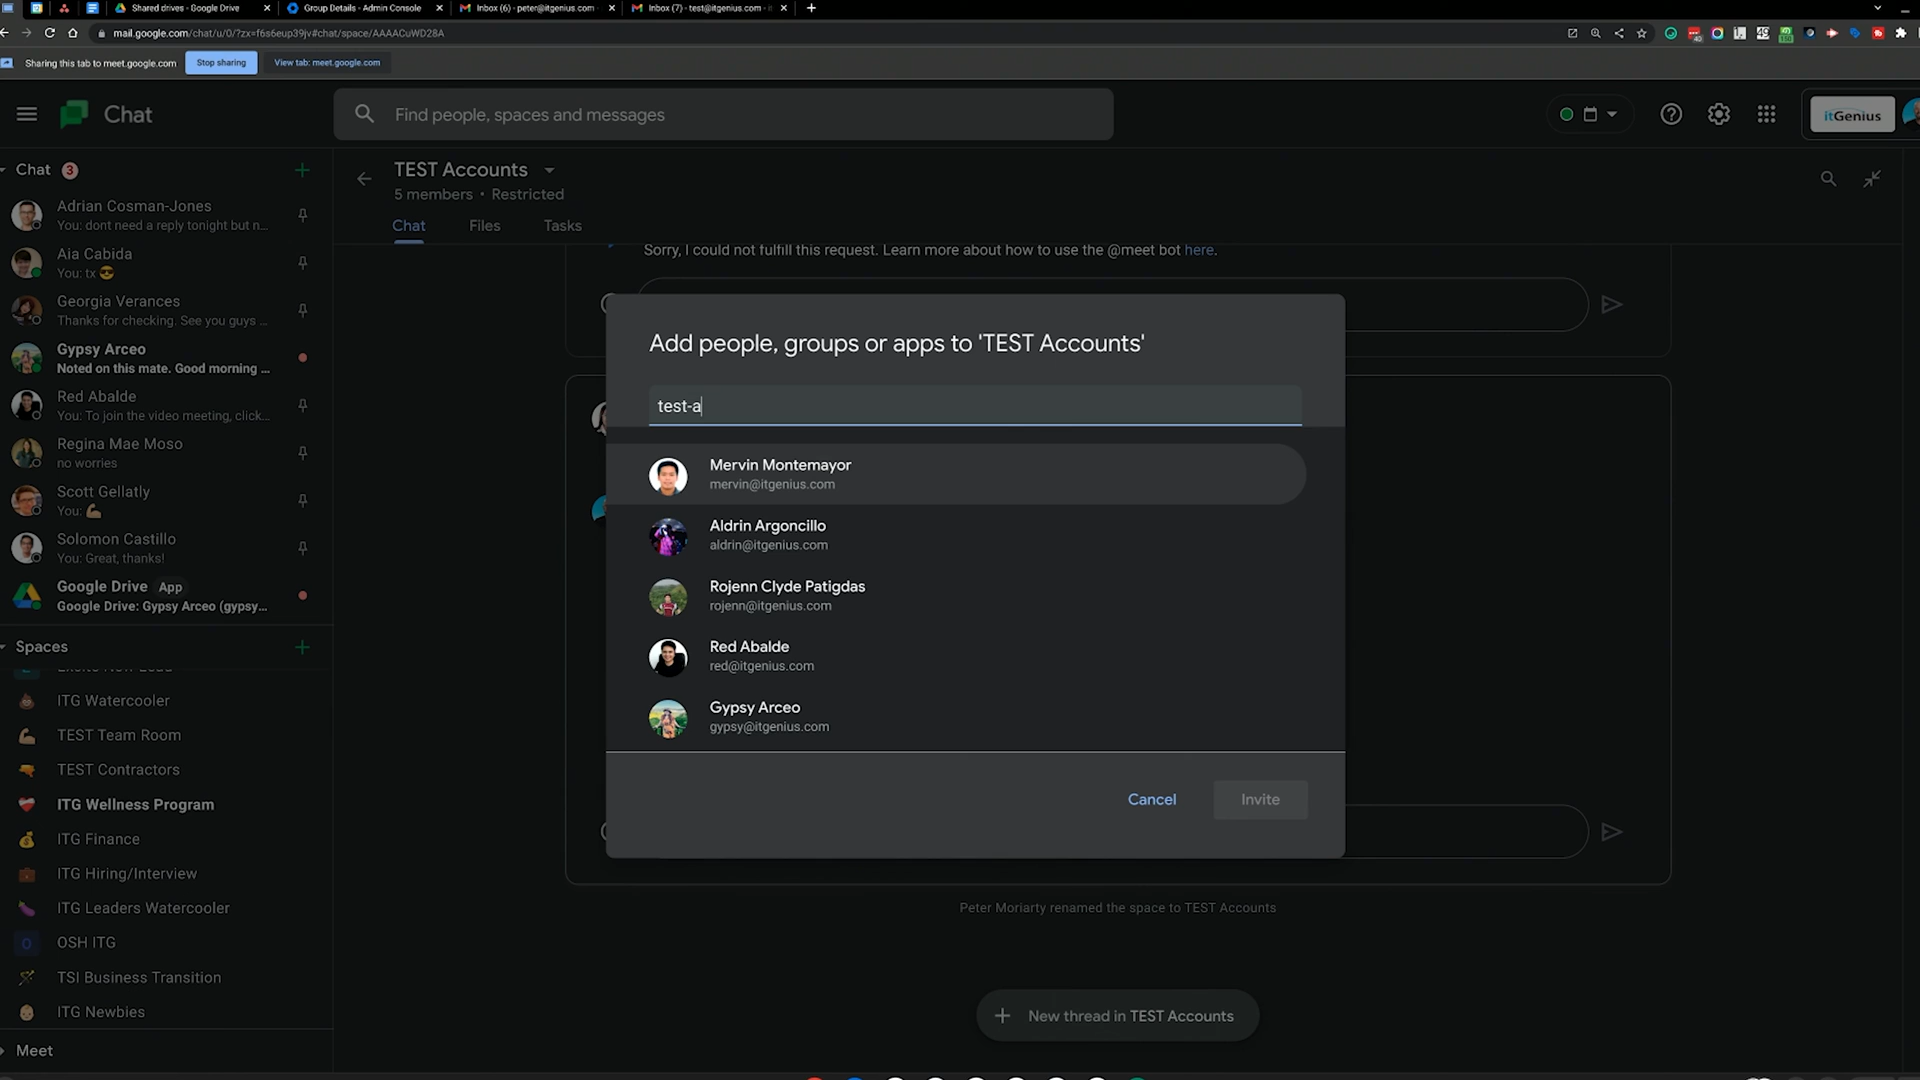 Shared drives - Google Drive
Group Details - Admin Console
Inbox (6) - peter@itgenius.com
Inbox (7) - test@itgenius.com
mail.google.com/chat/u/0/?zx=f6s6eup39jv#chat/space/AAAACuWD28A
Sharing this tab to meet.google.com
Stop sharing
View tab: meet.google.com
Chat
Find people, spaces and messages
itGenius
Chat 3
Adrian Cosman-Jones
You: dont need a reply tonight but n...
Aia Cabida
You: tx 😎
Georgia Verances
Thanks for checking. See you guys ...
Gypsy Arceo
Noted on this mate. Good morning ...
Red Abalde
You: To join the video meeting, click...
Regina Mae Moso
no worries
Scott Gellatly
You: 💪
Solomon Castillo
You: Great, thanks!
Google Drive App
Google Drive: Gypsy Arceo (gypsy...
Spaces
ITG Watercooler
TEST Team Room
TEST Contractors
ITG Wellness Program
ITG Finance
ITG Hiring/Interview
ITG Leaders Watercooler
O OSH ITG
TSI Business Transition
ITG Newbies
Meet
TEST Accounts
5 members • Restricted
Chat Files Tasks
Sorry, I could not fulfill this request. Learn more about how to use the @meet bot here.
Add people, groups or apps to 'TEST Accounts'
test-a
Mervin Montemayor
mervin@itgenius.com
Aldrin Argoncillo
aldrin@itgenius.com
Rojenn Clyde Patigdas
rojenn@itgenius.com
Red Abalde
red@itgenius.com
Gypsy Arceo
gypsy@itgenius.com
Cancel
Invite
Peter Moriarty renamed the space to TEST Accounts
New thread in TEST Accounts